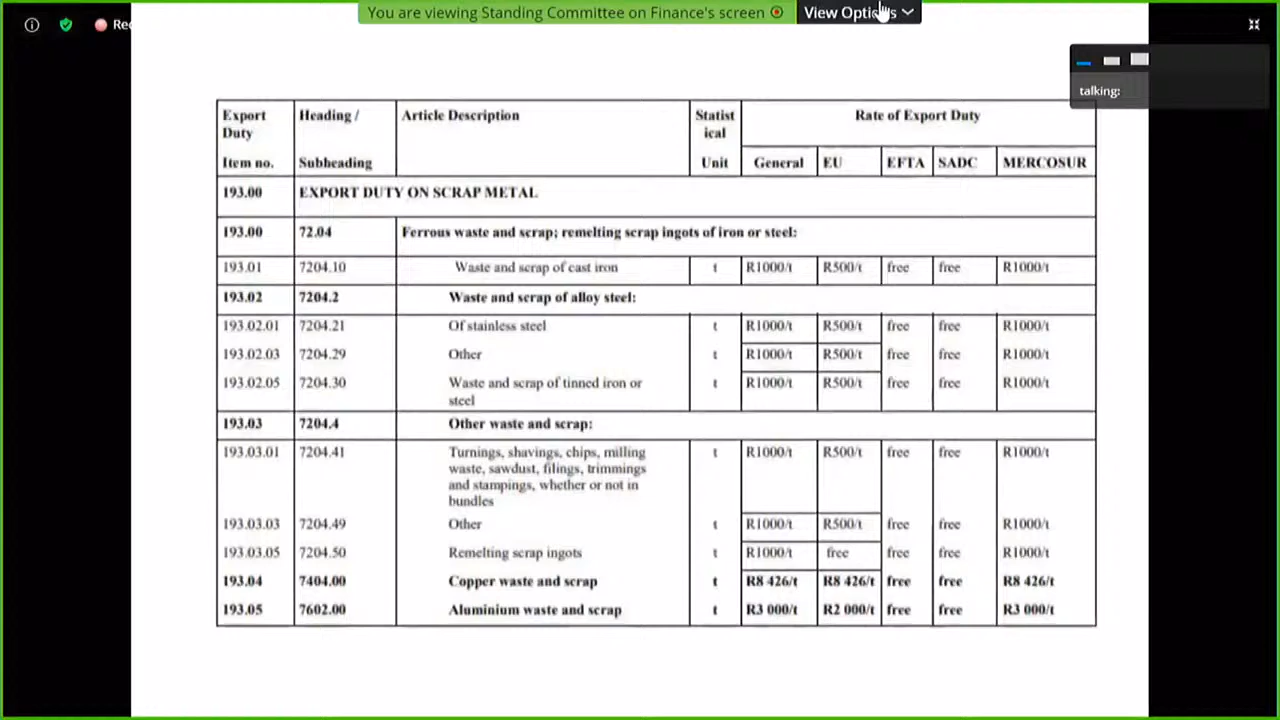 You are viewing Standing Committee on Finance's screen
View Options
Rec
talking:
Export Duty Item no. Heading / Subheading Article Description Statistical Unit Rate of Export Duty
General EU EFTA SADC MERCOSUR
193.00 EXPORT DUTY ON SCRAP METAL
193.00 72.04 Ferrous waste and scrap; remelting scrap ingots of iron or steel:
193.01 7204.10 Waste and scrap of cast iron t R1000/t R500/t free free R1000/t
193.02 7204.2 Waste and scrap of alloy steel:
193.02.01 7204.21 Of stainless steel t R1000/t R500/t free free R1000/t
193.02.03 7204.29 Other t R1000/t R500/t free free R1000/t
193.02.05 7204.30 Waste and scrap of tinned iron or t R1000/t R500/t free free R1000/t
steel
193.03 7204.4 Other waste and scrap:
193.03.01 7204.41 Turnings, shavings, chips, milling t R1000/t R500/t free free R1000/t
waste, sawdust, filings, trimmings
and stampings, whether or not in
bundles
193.03.03 7204.49 Other t R1000/t R500/t free free R1000/t
193.03.05 7204.50 Remelting scrap ingots t R1000/t free free free R1000/t
193.04 7404.00 Copper waste and scrap t R8 426/t R8 426/t free free R8 426/t
193.05 7602.00 Aluminium waste and scrap t R3 000/t R2 000/t free free R3 000/t